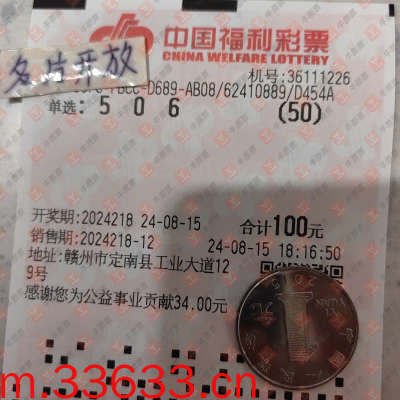 中国福利彩票
CHINA WELFARE LOTTERY
名片开放
机号:36111226
-D689-AB08/62410889/D454A
单选: 5 0 6 (50)
开奖期:2024218 24-08-15 合计100元
销售期:2024218-12 24-08-15 18:16:50
地址:赣州市定南县工业大道12
9号
感谢您为公益事业贡献34.00元
m.33633.cn